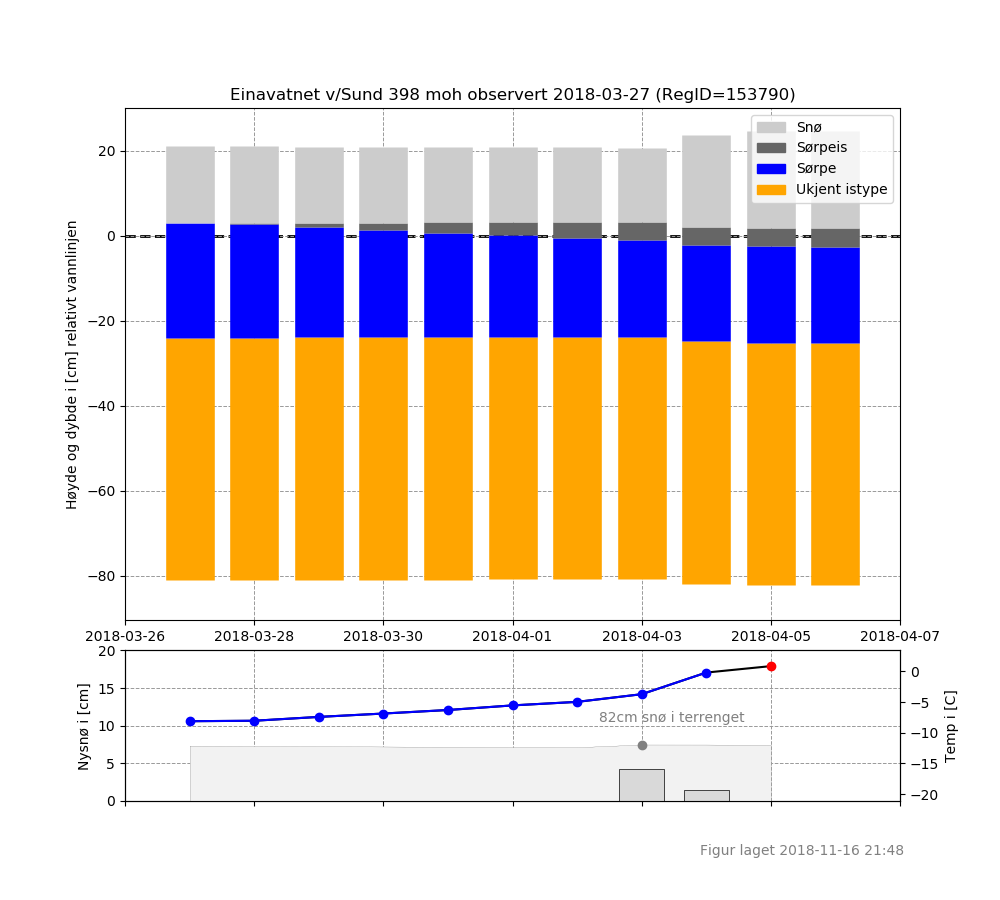 Einavatnet v/Sund 398 moh observert 2018-03-27 (RegID=153790)
Høyde og dybde i [cm] relativt vannlinjen
20
0
−20
−40
−60
−80
Snø
Sørpeis
Sørpe
Ukjent istype
2018-03-26
2018-03-28
2018-03-30
2018-04-01
2018-04-03
2018-04-05
2018-04-07
Nysnø i [cm]
20
15
10
5
0
82cm snø i terrenget
0
−5
−10
−15
−20
Temp i [C]
Figur laget 2018-11-16 21:48